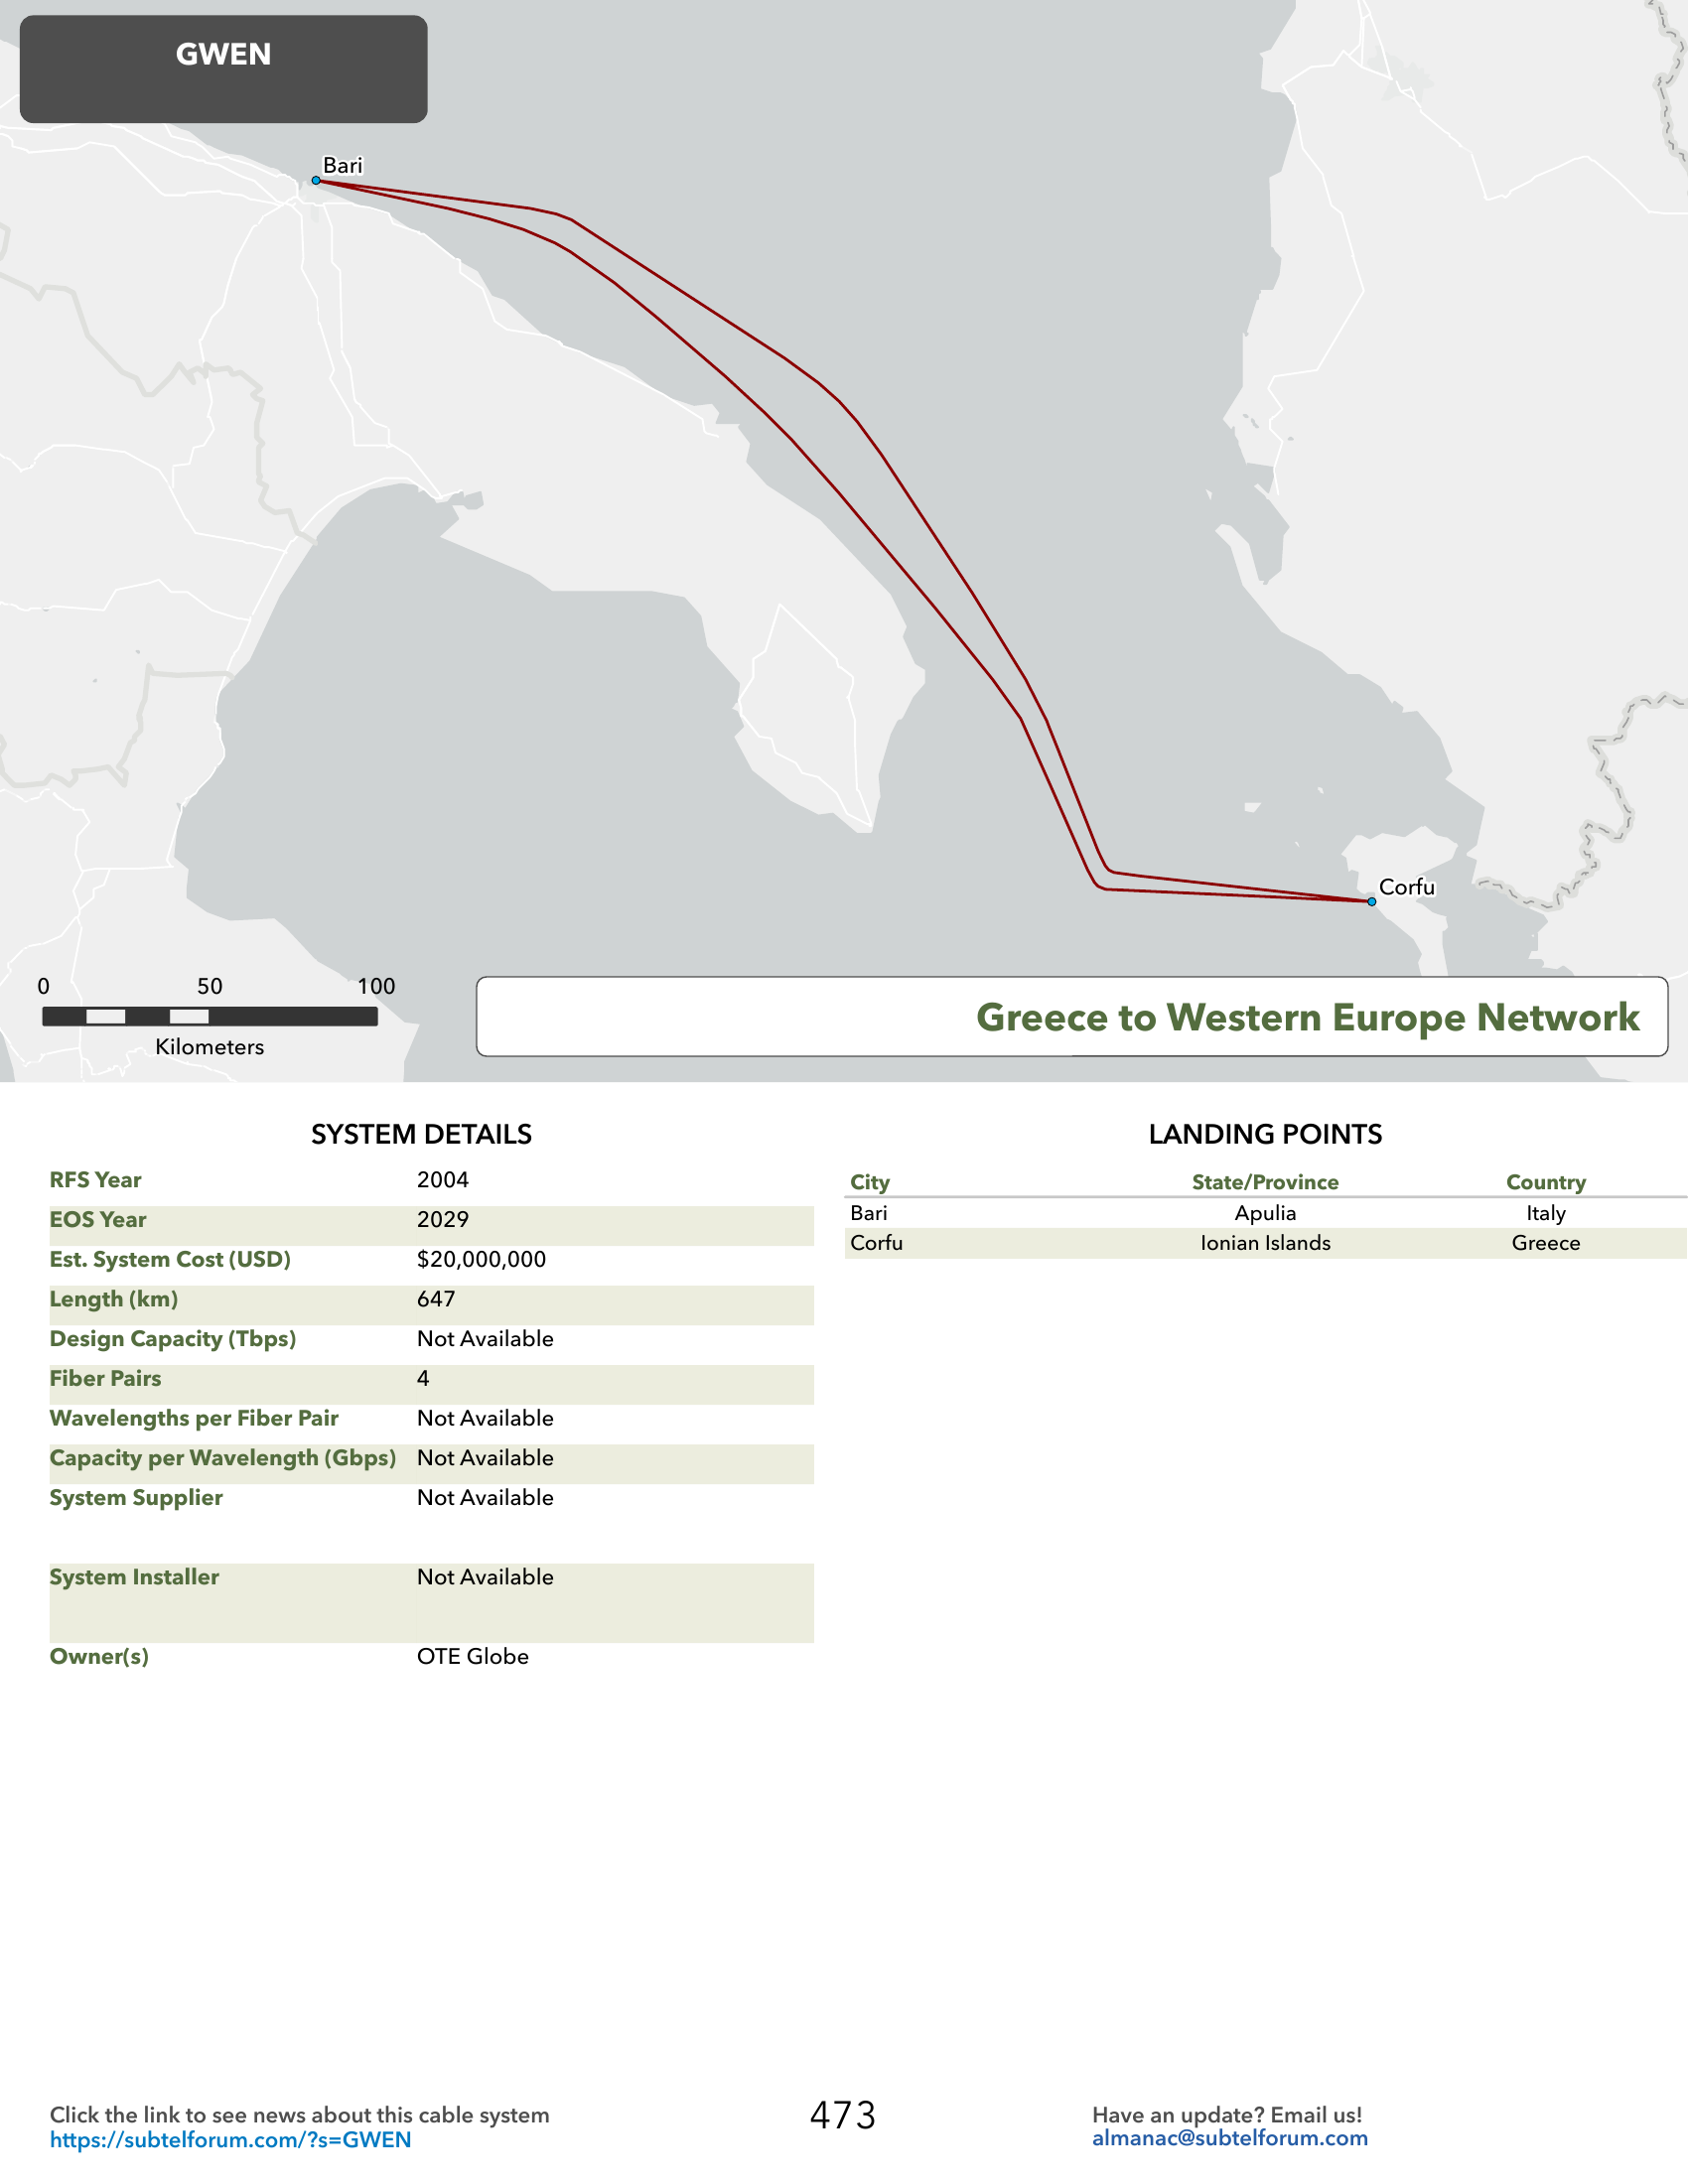 GWEN
Bari
Corfu
0 50 100
Kilometers
Greece to Western Europe Network
SYSTEM DETAILS
RFS Year 2004
EOS Year 2029
Est. System Cost (USD) $20,000,000
Length (km) 647
Design Capacity (Tbps) Not Available
Fiber Pairs 4
Wavelengths per Fiber Pair Not Available
Capacity per Wavelength (Gbps) Not Available
System Supplier Not Available
System Installer Not Available
Owner(s) OTE Globe
LANDING POINTS
City State/Province Country
Bari Apulia Italy
Corfu Ionian Islands Greece
Click the link to see news about this cable system
https://subtelforum.com/?s=GWEN
473
Have an update? Email us!
almanac@subtelforum.com